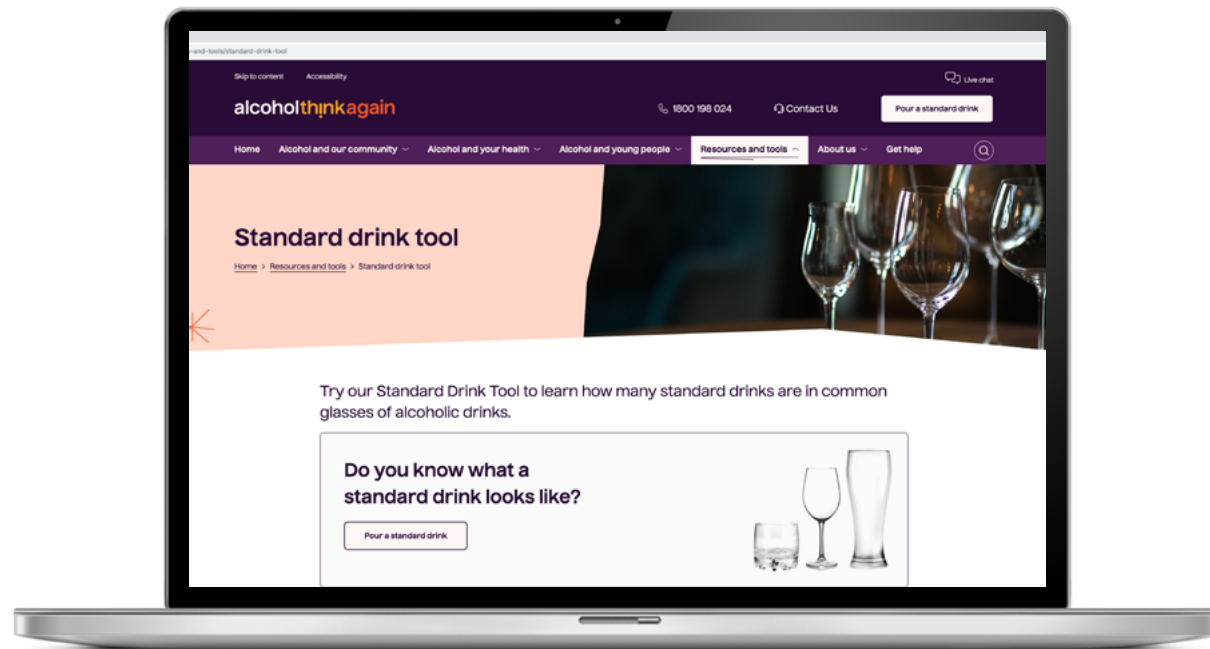 -and-tools/standard-drink-tool
Skip to content Accessibility
Live chat
alcoholthinkagain
1800 198 024
Contact Us
Pour a standard drink
Home Alcohol and our community Alcohol and your health Alcohol and young people Resources and tools About us Get help
Standard drink tool
Home > Resources and tools > Standard drink tool
Try our Standard Drink Tool to learn how many standard drinks are in common
glasses of alcoholic drinks.
Do you know what a
standard drink looks like?
Pour a standard drink